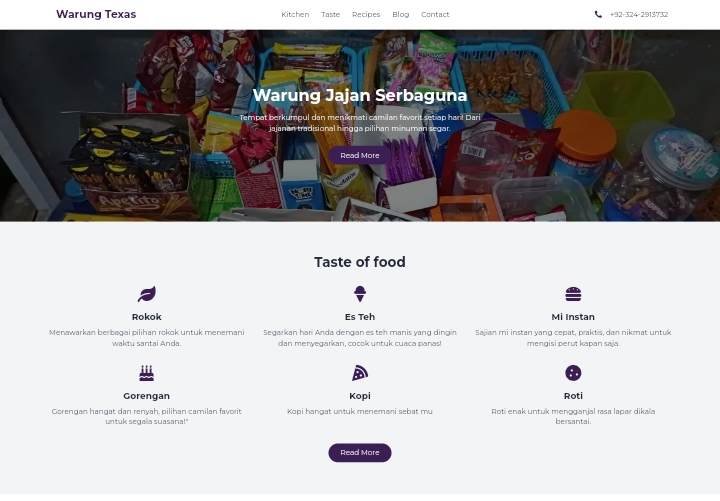 Warung Texas
Kitchen Taste Recipes Blog Contact
+92-324-2913732
Warung Jajan Serbaguna
Tempat berkumpul dan menikmati camilan favorit setiap hari! Dari
jajanan tradisional hingga pilihan minuman segar.
Read More
Taste of food
Rokok
Menawarkan berbagai pilihan rokok untuk menemani
waktu santai Anda.
Es Teh
Segarkan hari Anda dengan es teh manis yang dingin
dan menyegarkan, cocok untuk cuaca panas!
Mi Instan
Sajian mi instan yang cepat, praktis, dan nikmat untuk
mengisi perut kapan saja.
Gorengan
Gorengan hangat dan renyah, pilihan camilan favorit
untuk segala suasana!"
Kopi
Kopi hangat untuk menemani sebat mu
Roti
Roti enak untuk mengganjal rasa lapar dikala
bersantai.
Read More